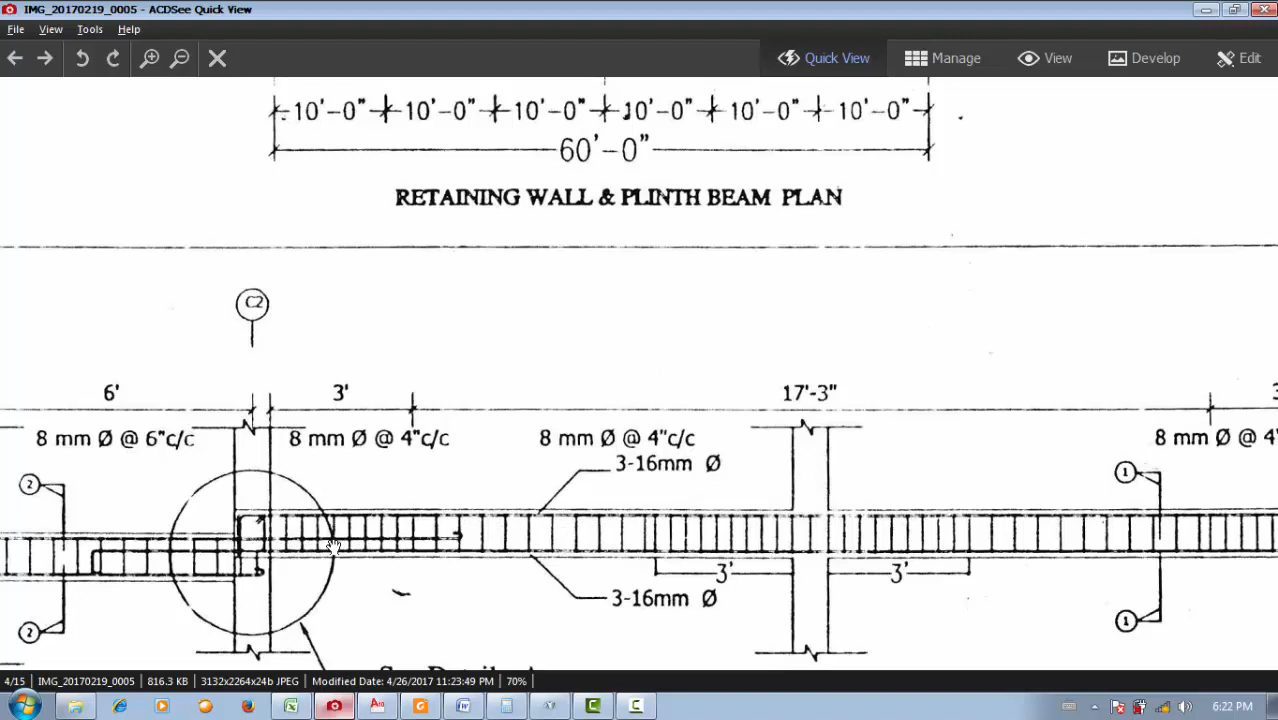 IMG_20170219_0005 - ACDSee Quick View
File View Tools Help
Quick View Manage View Develop Edit
10'-0" 10'-0" 10'-0" 10'-0" 10'-0" 10'-0"
60'-0"
RETAINING WALL & PLINTH BEAM PLAN
C2
6' 3' 17'-3"
8 mm Ø @ 6"c/c 8 mm Ø @ 4"c/c 8 mm Ø @ 4"c/c 8 mm Ø @ 4"
3-16mm Ø
2 1
3' 3'
3-16mm Ø
2 1
4/15 IMG_20170219_0005 816.3 KB 3132x2264x24b JPEG Modified Date: 4/26/2017 11:23:49 PM 70%
6:22 PM